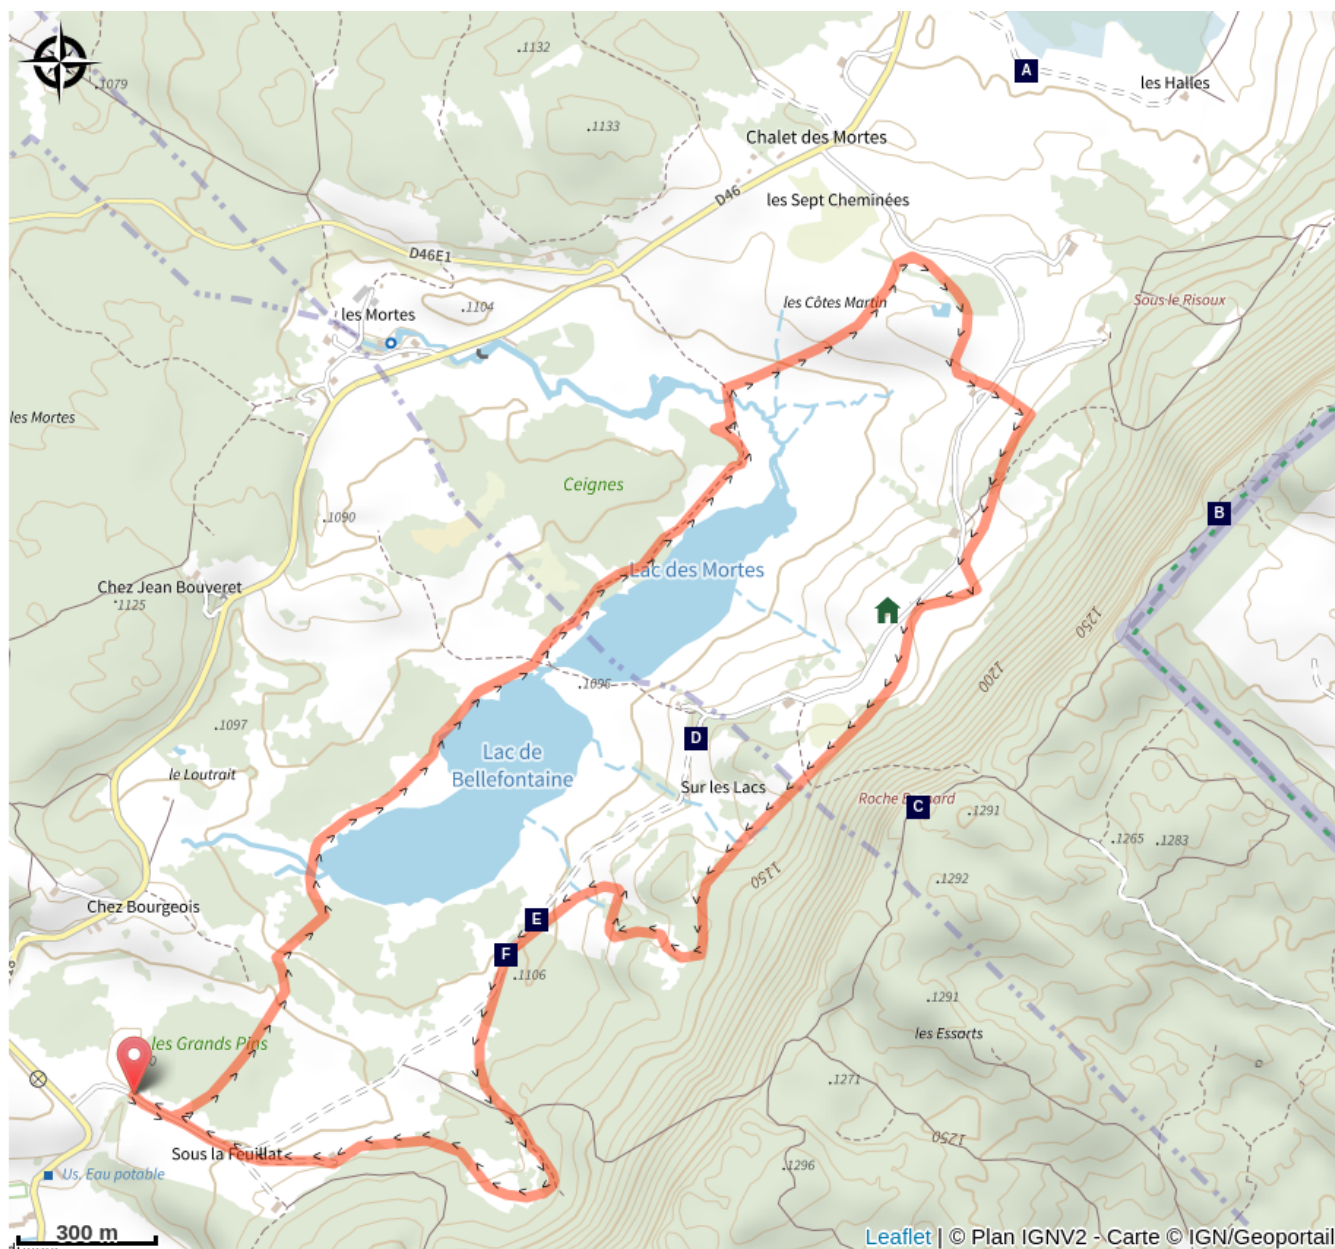 1132
1079
A
les Halles
1133
Chalet des Mortes
D46
les Sept Cheminées
D46E1
les Côtes Martin
Sous le Risoux
1104
les Mortes
les Mortes
Ceignes
B
1090
Lac des Mortes
Chez Jean Bouveret
1125
1250
1200
1096
1097
D
Lac de
Bellefontaine
le Loutrait
Sur les Lacs
C
1291
1265
1283
1150
1292
Chez Bourgeois
E
F
1106
1291
les Essarts
les Grands Pins
1271
1250
Sous la Feuillat
1296
Us. Eau potable
300 m
Leaflet | © Plan IGNV2 - Carte © IGN/Geoportail